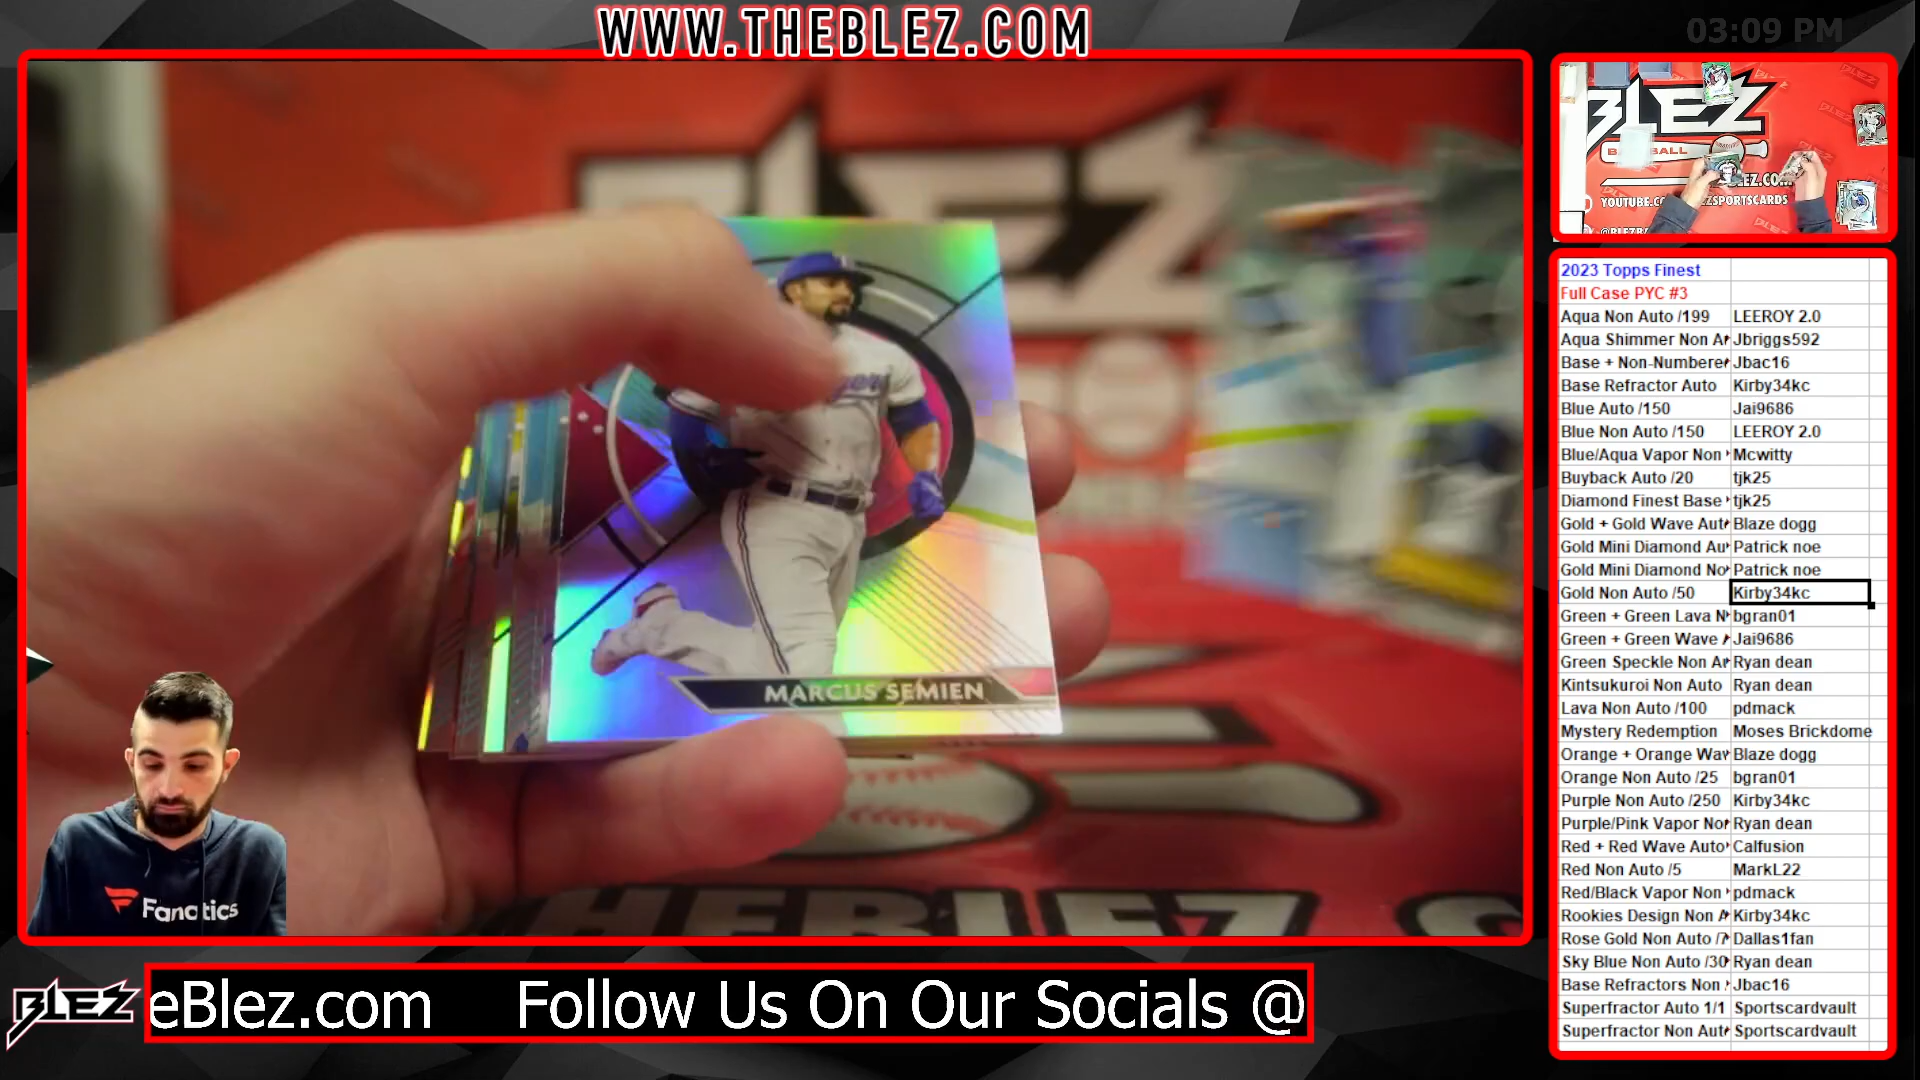 WWW.THEBLEZ.COM
03:09 PM
BLEZ
YOUTUBE.C
ZSPORTSCARDS
MARCUS SEMIEN
Fanatics
2023 Topps Finest
Full Case PYC #3
Aqua Non Auto /199 LEEROY 2.0
Aqua Shimmer Non A Jbriggs592
Base + Non-Numbere Jbac16
Base Refractor Auto Kirby34kc
Blue Auto /150 Jai9686
Blue Non Auto /150 LEEROY 2.0
Blue/Aqua Vapor Non Mcwitty
Buyback Auto /20 tjk25
Diamond Finest Base tjk25
Gold + Gold Wave Aut Blaze dogg
Gold Mini Diamond Au Patrick noe
Gold Mini Diamond No Patrick noe
Gold Non Auto /50 Kirby34kc
Green + Green Lava N bgran01
Green + Green Wave A Jai9686
Green Speckle Non A Ryan dean
Kintsukuroi Non Auto Ryan dean
Lava Non Auto /100 pdmack
Mystery Redemption Moses Brickdome
Orange + Orange Wav Blaze dogg
Orange Non Auto /25 bgran01
Purple Non Auto /250 Kirby34kc
Purple/Pink Vapor No Ryan dean
Red + Red Wave Auto Calfusion
Red Non Auto /5 MarkL22
Red/Black Vapor Non pdmack
Rookies Design Non A Kirby34kc
Rose Gold Non Auto /7 Dallas1fan
Sky Blue Non Auto /30 Ryan dean
Base Refractors Non Jbac16
Superfractor Auto 1/1 Sportscardvault
Superfractor Non Aut Sportscardvault
BLEZ
eBlez.com Follow Us On Our Socials @